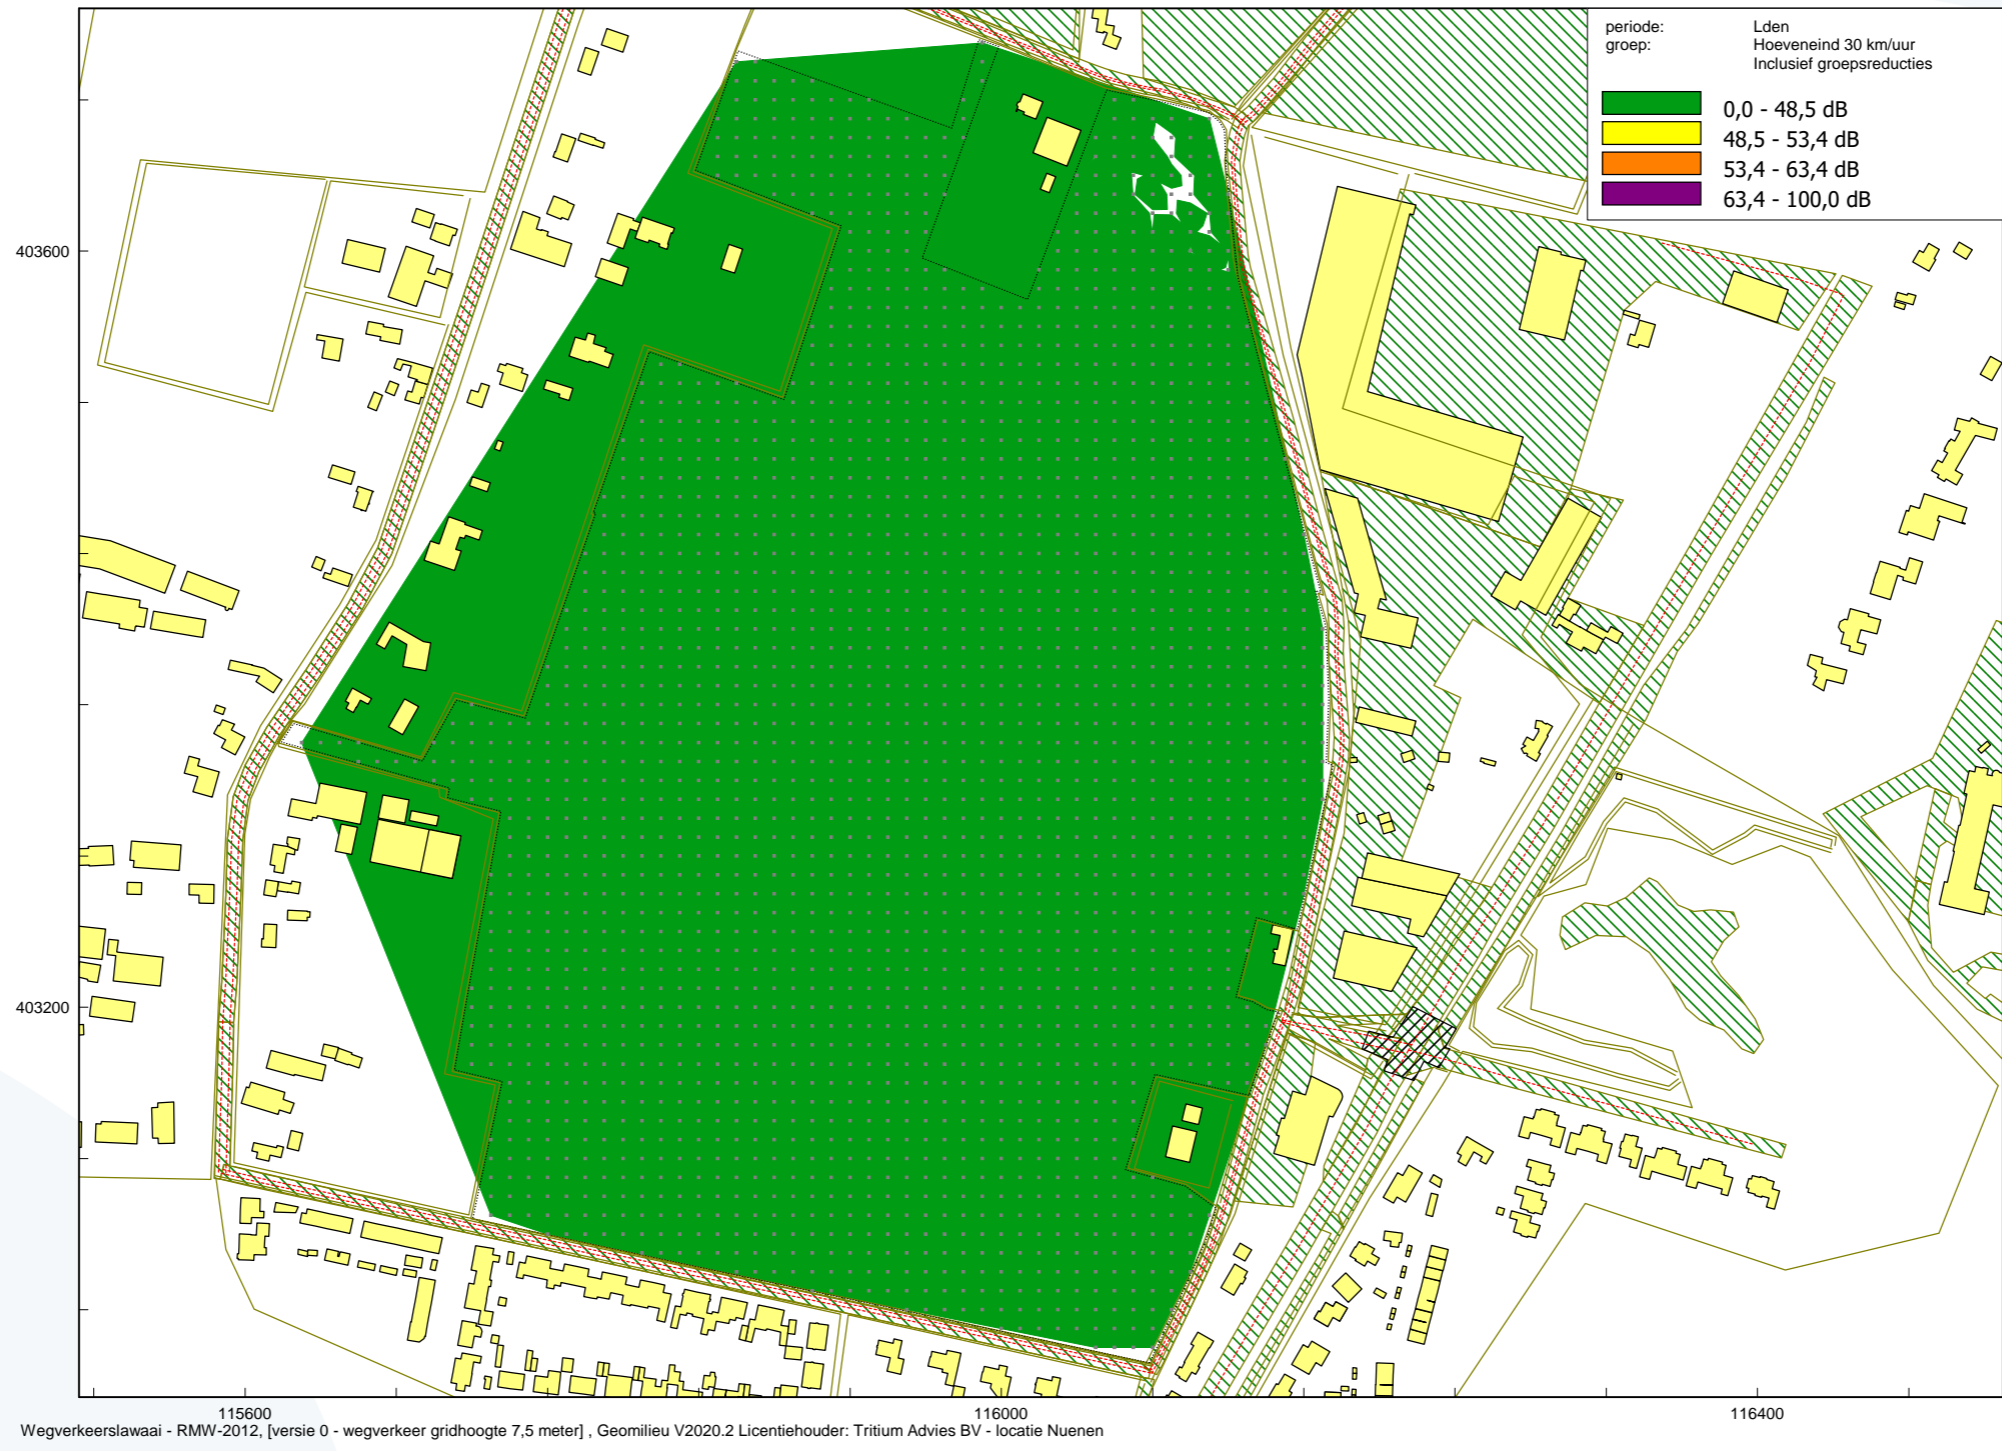 periode: Lden
groep: Hoeveneind 30 km/uur
Inclusief groepsreducties
0,0 - 48,5 dB
48,5 - 53,4 dB
53,4 - 63,4 dB
63,4 - 100,0 dB
403600
403200
115600 116000 116400
Wegverkeerslawaai - RMW-2012, [versie 0 - wegverkeer gridhoogte 7,5 meter] , Geomilieu V2020.2 Licentiehouder: Tritium Advies BV - locatie Nuenen